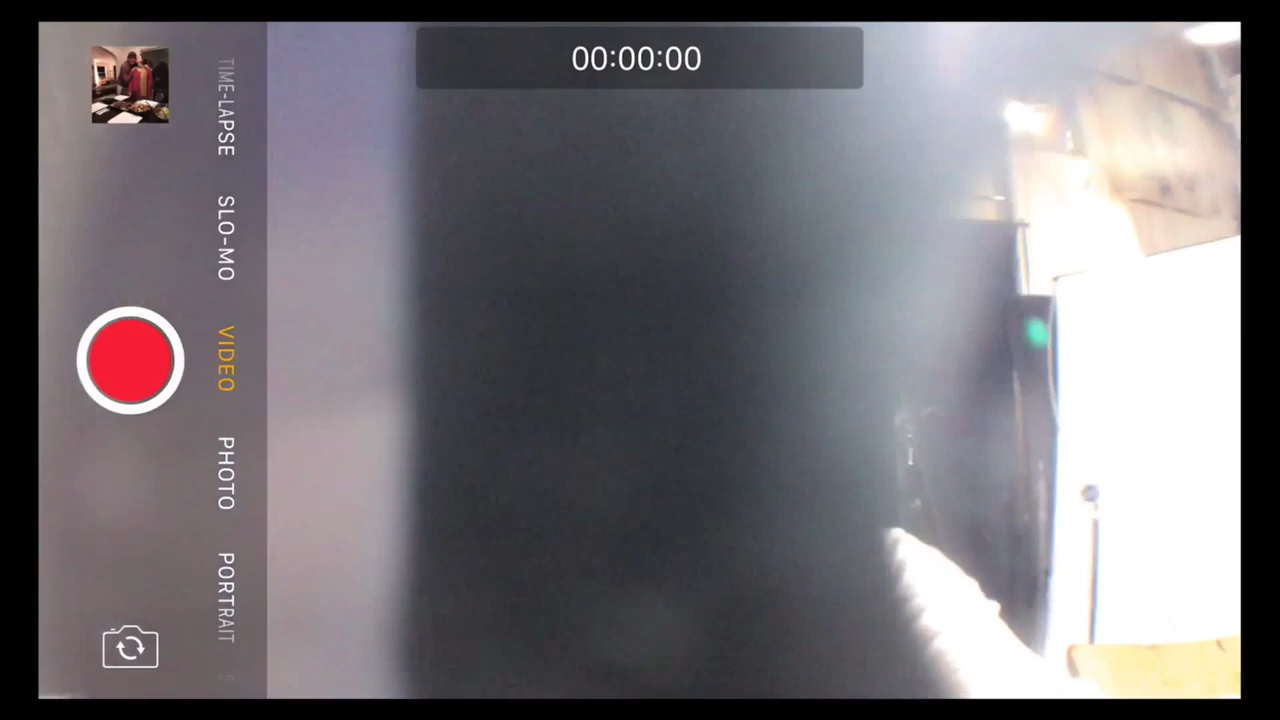 00:00:00
TIME-LAPSE
SLO-MO
VIDEO
PHOTO
PORTRAIT